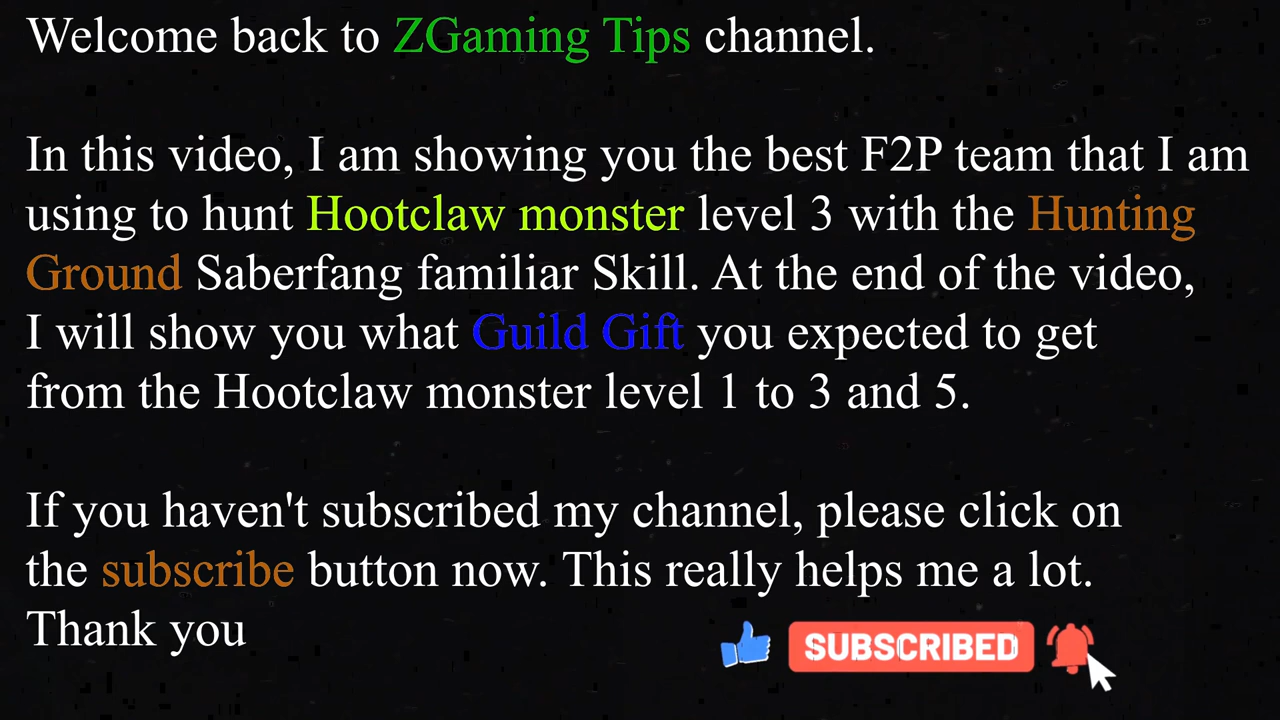 Welcome back to ZGaming Tips channel.
In this video, I am showing you the best F2P team that I am
using to hunt Hootclaw monster level 3 with the Hunting
Ground Saberfang familiar Skill. At the end of the video,
I will show you what Guild Gift you expected to get
from the Hootclaw monster level 1 to 3 and 5.
If you haven't subscribed my channel, please click on
the subscribe button now. This really helps me a lot.
Thank you
SUBSCRIBED